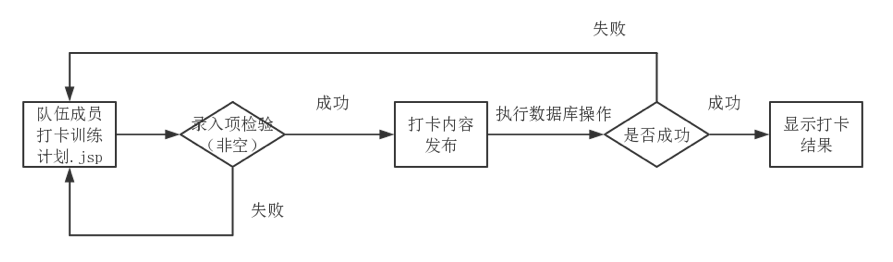 失败
队伍成员
打卡训练
计划.jsp
录入项检验
（非空）
成功
打卡内容
发布
执行数据库操作
是否成功
成功
显示打卡
结果
失败